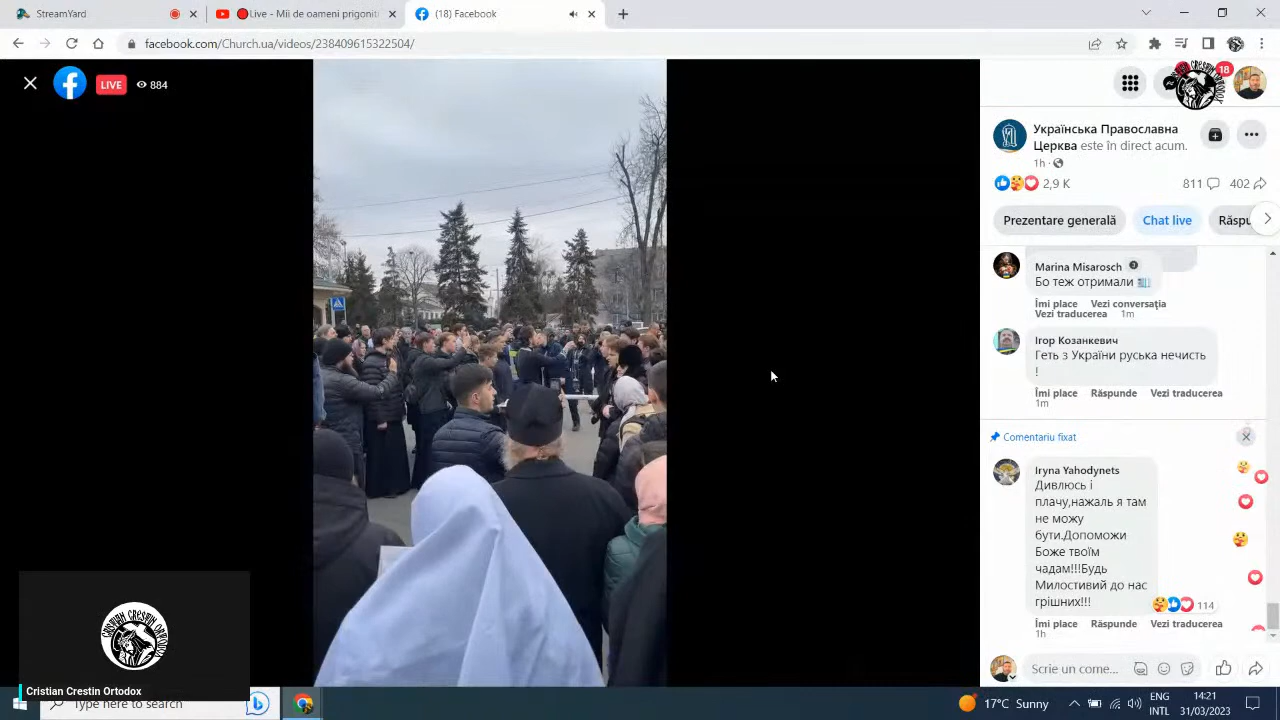 StreamYard
Live - Mii de oameni prigoniti
(18) Facebook
facebook.com/Church.ua/videos/238409615322504/
LIVE
884
18
Українська Православна
Церква este în direct acum.
1h
2,9 K
811
402
Prezentare generală
Chat live
Răspu
Marina Misarosch
Бо теж отримали
Îmi place Vezi conversația
Vezi traducerea 1m
Ігор Козанкевич
Геть з України руська нечисть
!
Îmi place Răspunde Vezi traducerea
1m
Comentariu fixat
Iryna Yahodynets
Дивлюсь і
плачу,нажаль я там
не можу
бути.Допоможи
Боже твоїм
чадам!!!Будь
Милостивий до нас
грішних!!!
114
Îmi place Răspunde Vezi traducerea
1h
Scrie un come...
CRISTIAN CRESTIN ORTODOX
Cristian Crestin Ortodox
Type here to search
17°C Sunny
ENG
INTL
14:21
31/03/2023